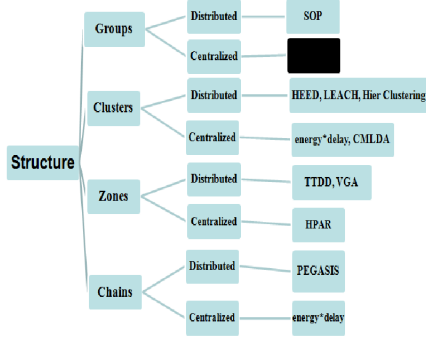 Structure
Groups
Distributed
SOP
Centralized
Clusters
Distributed
HEED, LEACH, Hier Clustering
Centralized
energy*delay, CMLDA
Zones
Distributed
TTDD, VGA
Centralized
HPAR
Chains
Distributed
PEGASIS
Centralized
energy*delay